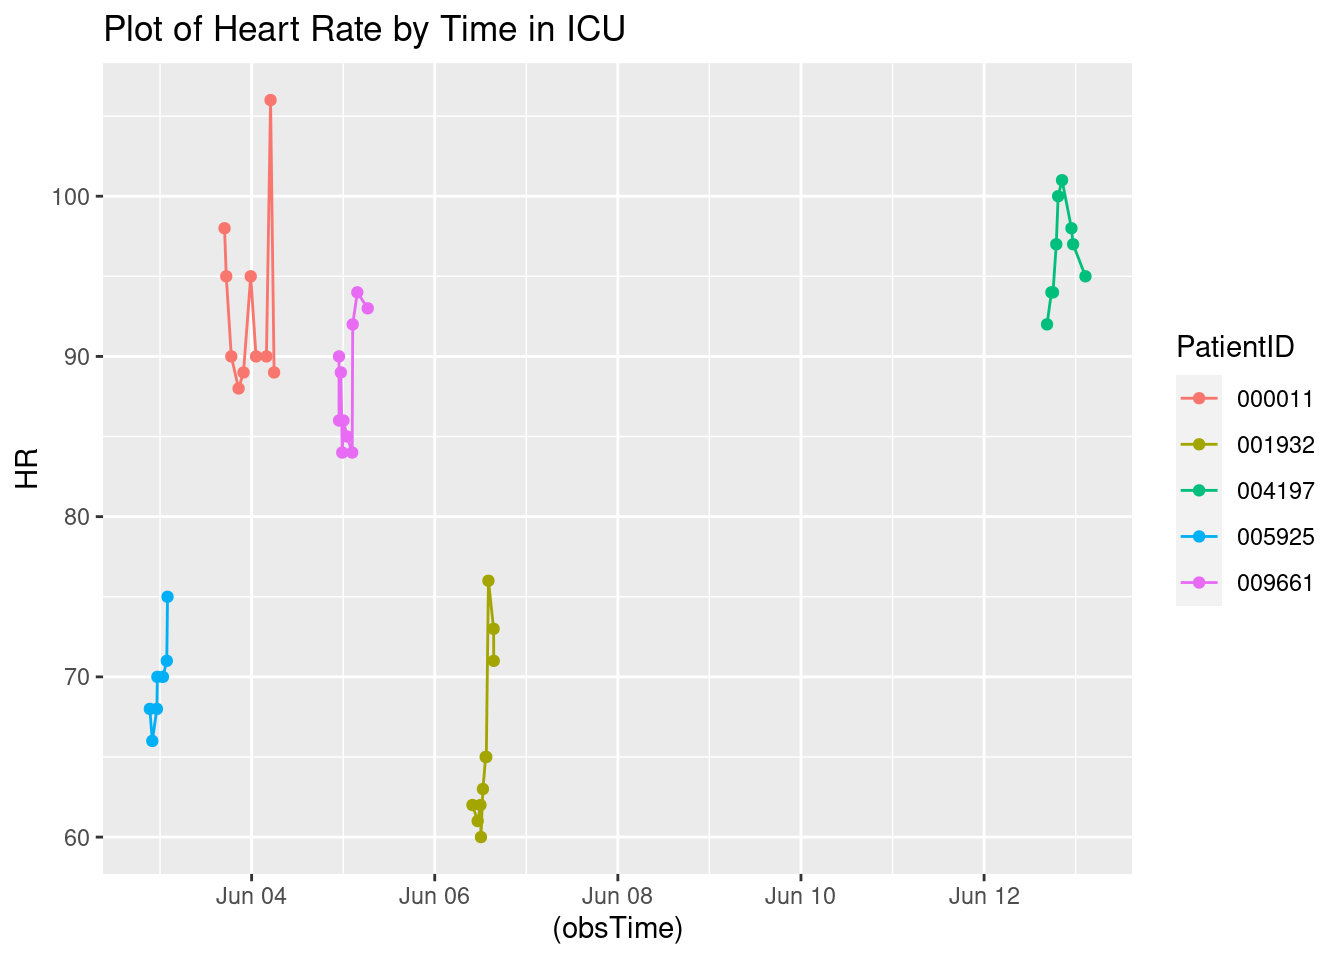 Plot of Heart Rate by Time in ICU
HR
100
90
80
70
60
Jun 04 Jun 06 Jun 08 Jun 10 Jun 12
(obsTime)
PatientID
000011
001932
004197
005925
009661